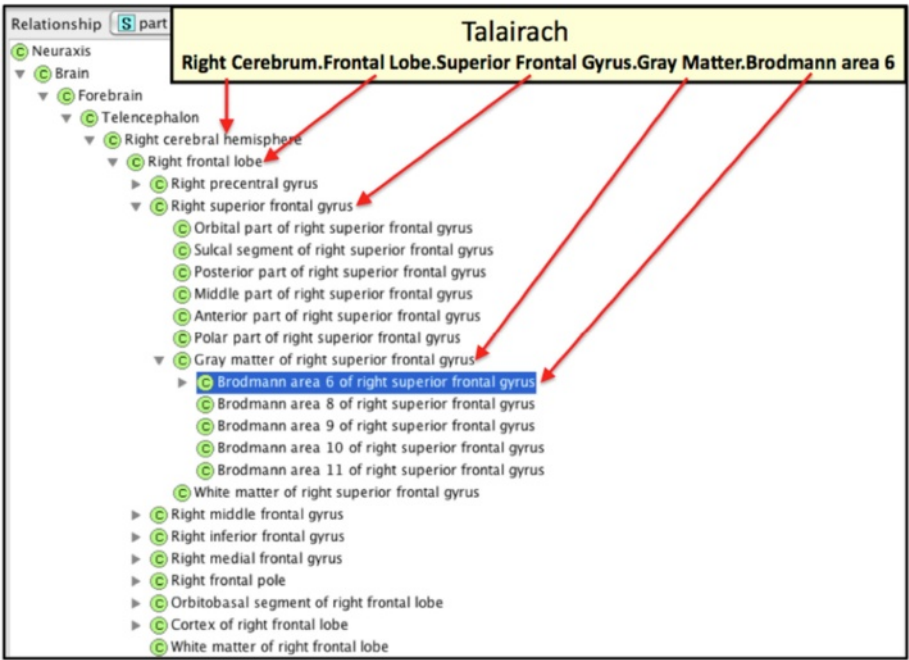 Relationship S part
Talairach
Right Cerebrum.Frontal Lobe.Superior Frontal Gyrus.Gray Matter.Brodmann area 6
C Neuraxis
C Brain
C Forebrain
C Telencephalon
C Right cerebral hemisphere
C Right frontal lobe
C Right precentral gyrus
C Right superior frontal gyrus
C Orbital part of right superior frontal gyrus
C Sulcal segment of right superior frontal gyrus
C Posterior part of right superior frontal gyrus
C Middle part of right superior frontal gyrus
C Anterior part of right superior frontal gyrus
C Polar part of right superior frontal gyrus
C Gray matter of right superior frontal gyrus
C Brodmann area 6 of right superior frontal gyrus
C Brodmann area 8 of right superior frontal gyrus
C Brodmann area 9 of right superior frontal gyrus
C Brodmann area 10 of right superior frontal gyrus
C Brodmann area 11 of right superior frontal gyrus
C White matter of right superior frontal gyrus
C Right middle frontal gyrus
C Right inferior frontal gyrus
C Right medial frontal gyrus
C Right frontal pole
C Orbitobasal segment of right frontal lobe
C Cortex of right frontal lobe
C White matter of right frontal lobe